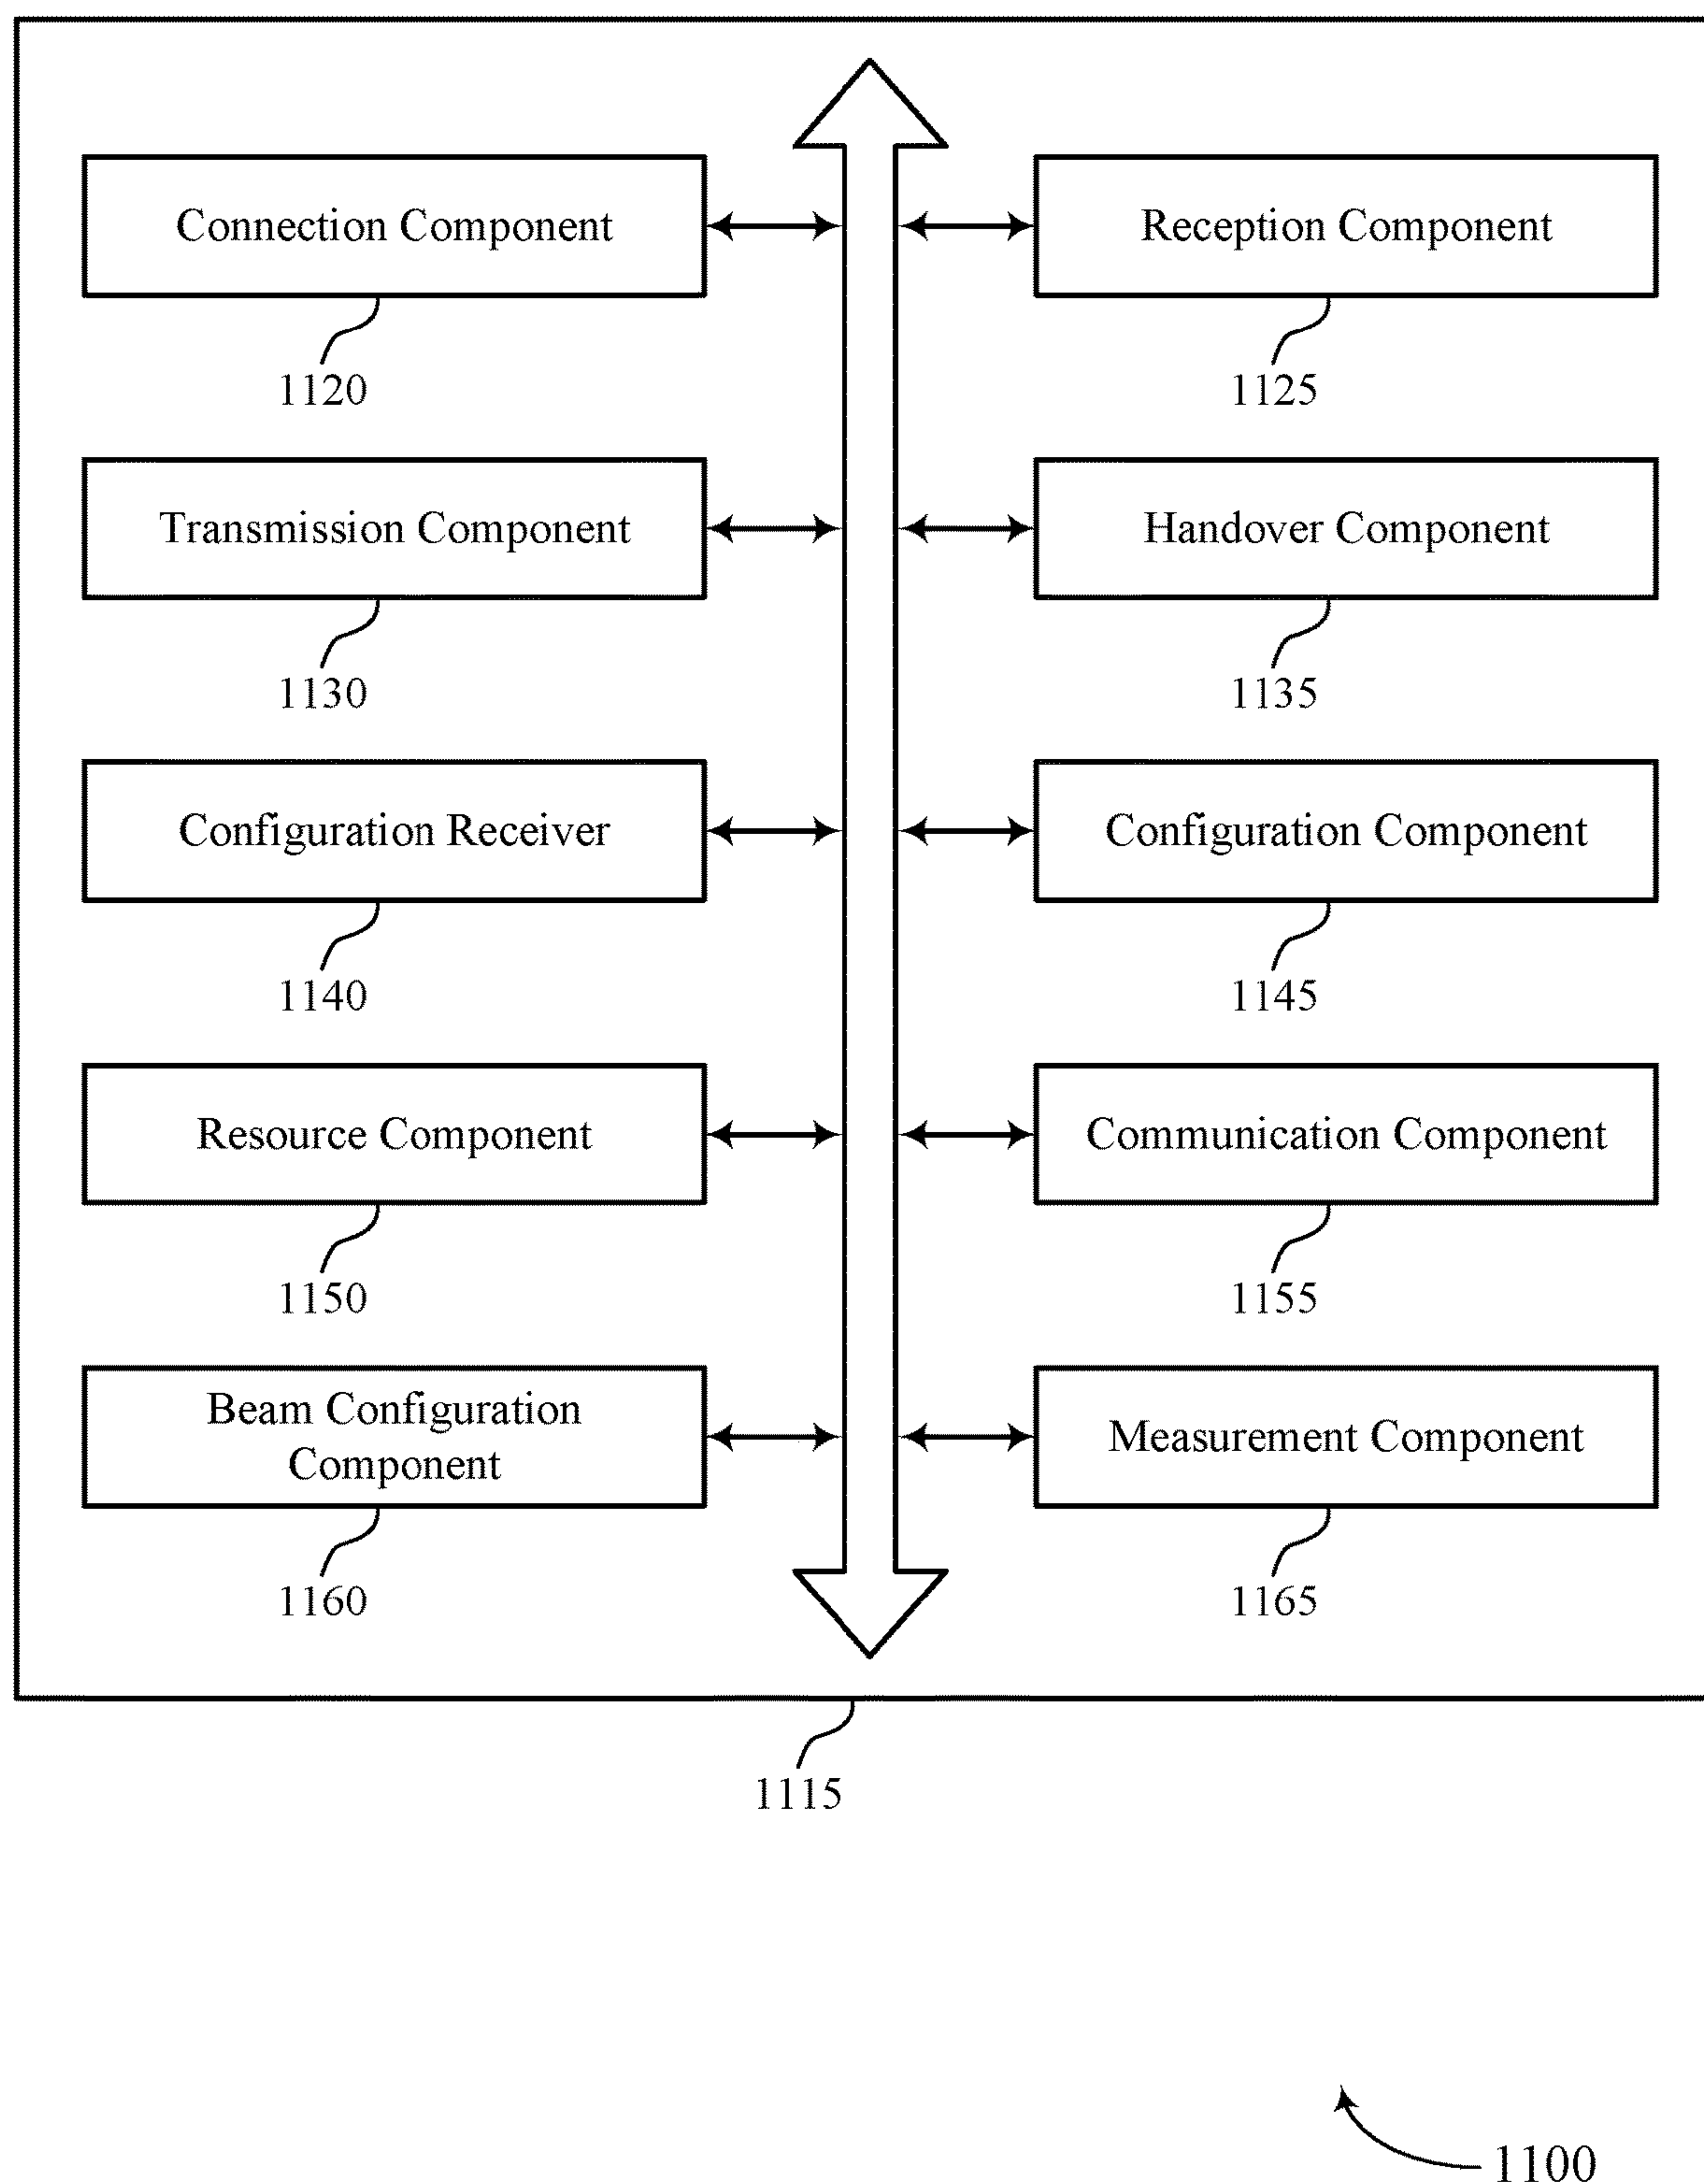 Connection Component
Reception Component
1120
1125
Transmission Component
Handover Component
1130
1135
Configuration Receiver
Configuration Component
1140
1145
Resource Component
Communication Component
1150
1155
Beam Configuration
Component
Measurement Component
1160
1165
1115
1100